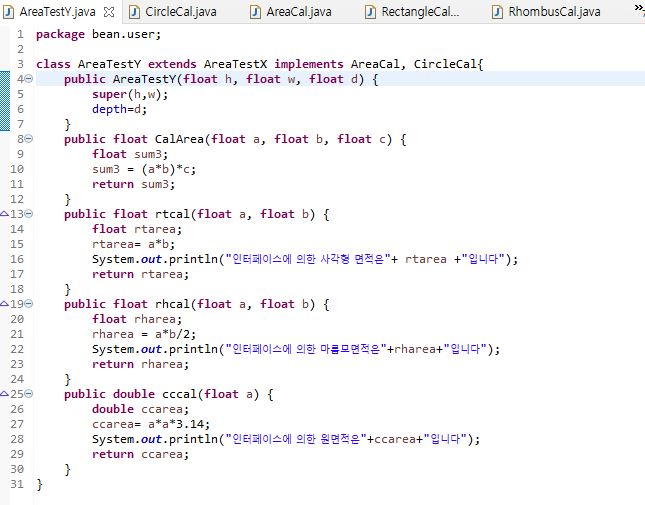 AreaTestY.java CircleCal.java AreaCal.java RectangleCal... RhombusCal.java
1 package bean.user;
2
3 class AreaTestY extends AreaTestX implements AreaCal, CircleCal{
4 public AreaTestY(float h, float w, float d) {
5 super(h,w);
6 depth=d;
7 }
8 public float CalArea(float a, float b, float c) {
9 float sum3;
10 sum3 = (a*b)*c;
11 return sum3;
12 }
13 public float rtcal(float a, float b) {
14 float rtarea;
15 rtarea= a*b;
16 System.out.println("인터페이스에 의한 사각형 면적은"+ rtarea +"입니다");
17 return rtarea;
18 }
19 public float rhcal(float a, float b) {
20 float rharea;
21 rharea = a*b/2;
22 System.out.println("인터페이스에 의한 마름모면적은"+rharea+"입니다");
23 return rharea;
24 }
25 public double cccal(float a) {
26 double ccarea;
27 ccarea= a*a*3.14;
28 System.out.println("인터페이스에 의한 원면적은"+ccarea+"입니다");
29 return ccarea;
30 }
31 }